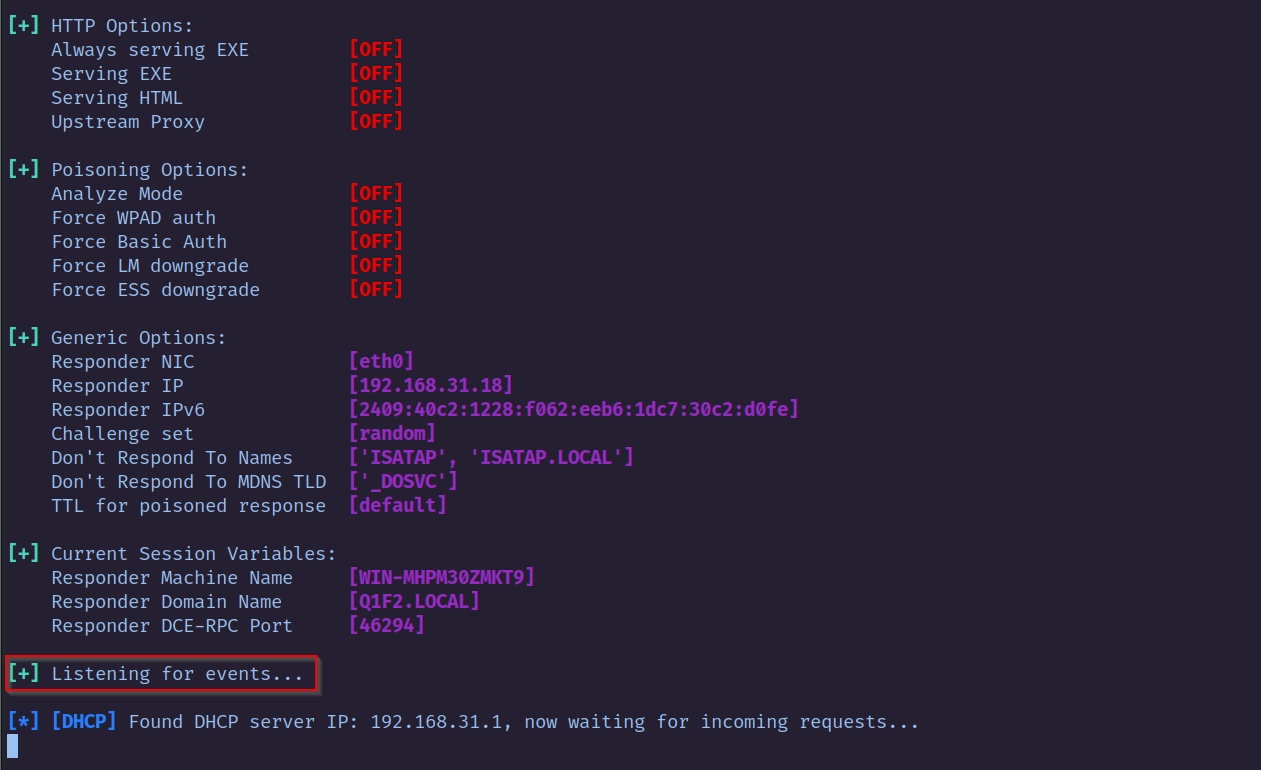 [+] HTTP Options:
Always serving EXE [OFF]
Serving EXE [OFF]
Serving HTML [OFF]
Upstream Proxy [OFF]
[+] Poisoning Options:
Analyze Mode [OFF]
Force WPAD auth [OFF]
Force Basic Auth [OFF]
Force LM downgrade [OFF]
Force ESS downgrade [OFF]
[+] Generic Options:
Responder NIC [eth0]
Responder IP [192.168.31.18]
Responder IPv6 [2409:40c2:1228:f062:eeb6:1dc7:30c2:d0fe]
Challenge set [random]
Don't Respond To Names ['ISATAP', 'ISATAP.LOCAL']
Don't Respond To MDNS TLD ['_DOSVC']
TTL for poisoned response [default]
[+] Current Session Variables:
Responder Machine Name [WIN-MHPM30ZMKT9]
Responder Domain Name [Q1F2.LOCAL]
Responder DCE-RPC Port [46294]
[+] Listening for events...
[*] [DHCP] Found DHCP server IP: 192.168.31.1, now waiting for incoming requests...